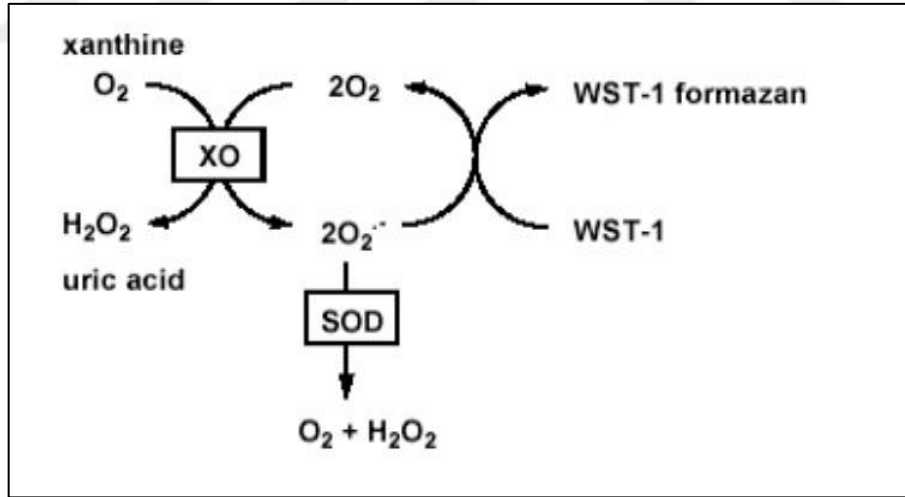 xanthine
O₂ 2O₂ WST-1 formazan
XO
H₂O₂ 2O₂·- WST-1
uric acid
SOD
O₂ + H₂O₂